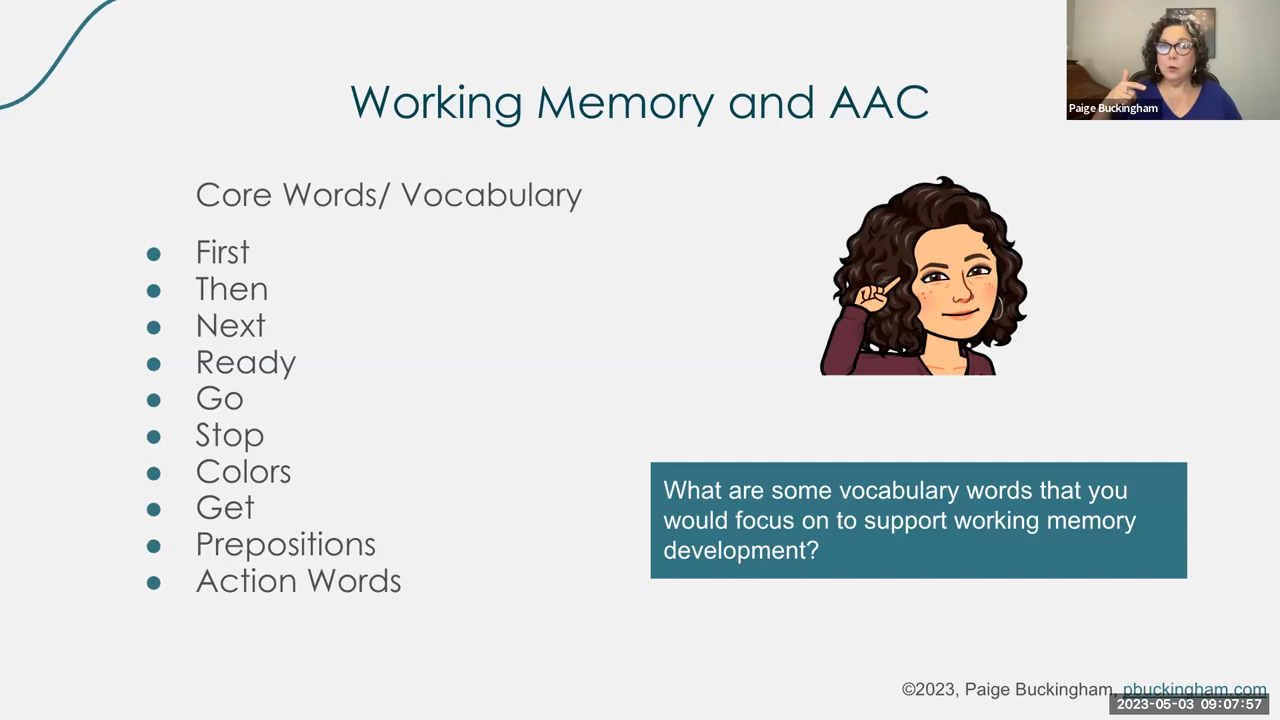 Working Memory and AAC
Paige Buckingham
Core Words/ Vocabulary
First
Then
Next
Ready
Go
Stop
Colors
Get
Prepositions
Action Words
What are some vocabulary words that you
would focus on to support working memory
development?
©2023, Paige Buckingham, pbuckingham.com
2023-05-03 09:07:57